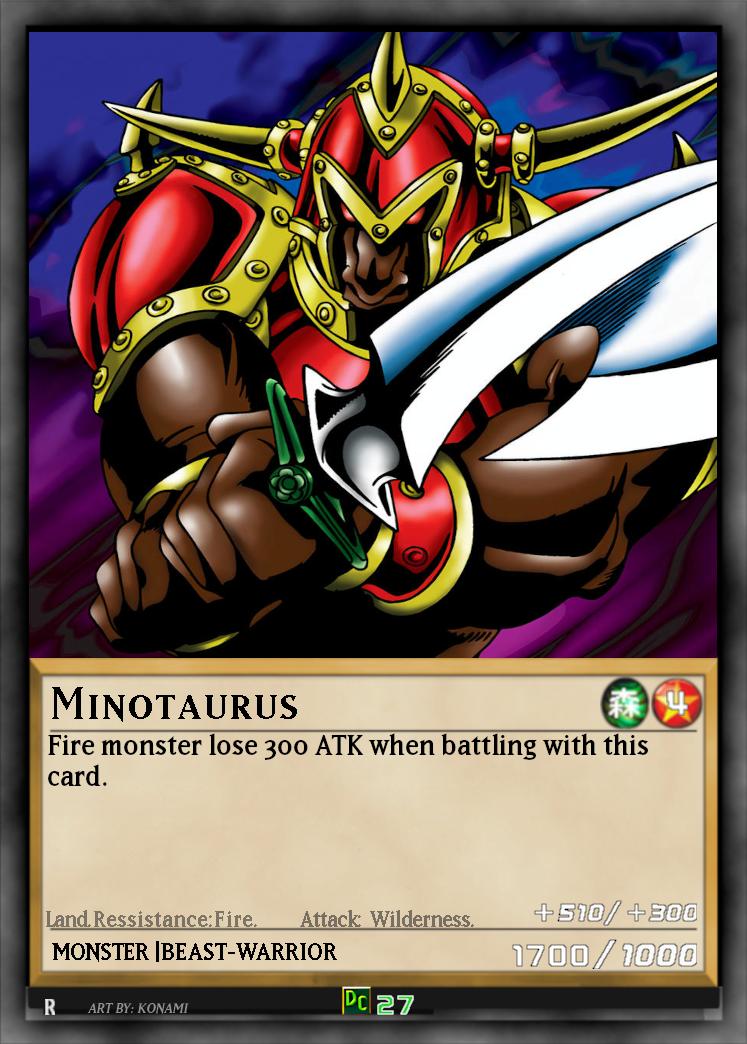 MINOTAURUS 森 4
Fire monster lose 300 ATK when battling with this
card.
Land.Ressistance:Fire. Attack: Wilderness. +510/+300
MONSTER |BEAST-WARRIOR 1700/1000
R ART BY: KONAMI DC 27